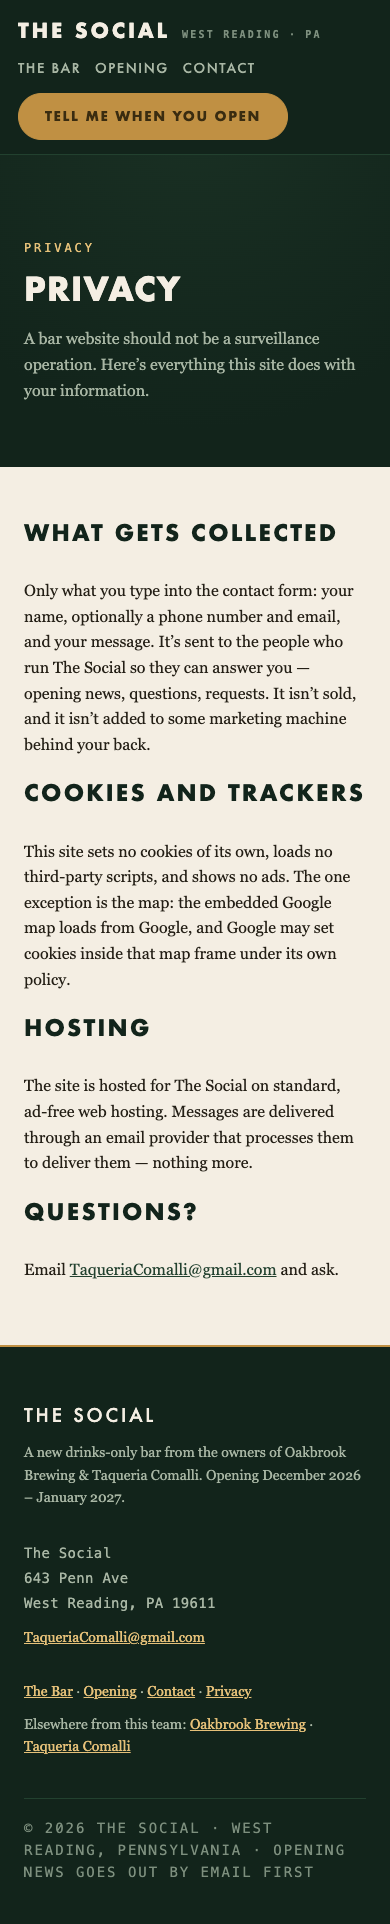 THE SOCIAL WEST READING · PA
THE BAR OPENING CONTACT
TELL ME WHEN YOU OPEN
PRIVACY
PRIVACY
A bar website should not be a surveillance
operation. Here’s everything this site does with
your information.
WHAT GETS COLLECTED
Only what you type into the contact form: your
name, optionally a phone number and email,
and your message. It’s sent to the people who
run The Social so they can answer you —
opening news, questions, requests. It isn’t sold,
and it isn’t added to some marketing machine
behind your back.
COOKIES AND TRACKERS
This site sets no cookies of its own, loads no
third-party scripts, and shows no ads. The one
exception is the map: the embedded Google
map loads from Google, and Google may set
cookies inside that map frame under its own
policy.
HOSTING
The site is hosted for The Social on standard,
ad-free web hosting. Messages are delivered
through an email provider that processes them
to deliver them — nothing more.
QUESTIONS?
Email TaqueriaComalli@gmail.com and ask.
THE SOCIAL
A new drinks-only bar from the owners of Oakbrook
Brewing & Taqueria Comalli. Opening December 2026
– January 2027.
The Social
643 Penn Ave
West Reading, PA 19611
TaqueriaComalli@gmail.com
The Bar · Opening · Contact · Privacy
Elsewhere from this team: Oakbrook Brewing ·
Taqueria Comalli
© 2026 THE SOCIAL · WEST
READING, PENNSYLVANIA · OPENING
NEWS GOES OUT BY EMAIL FIRST